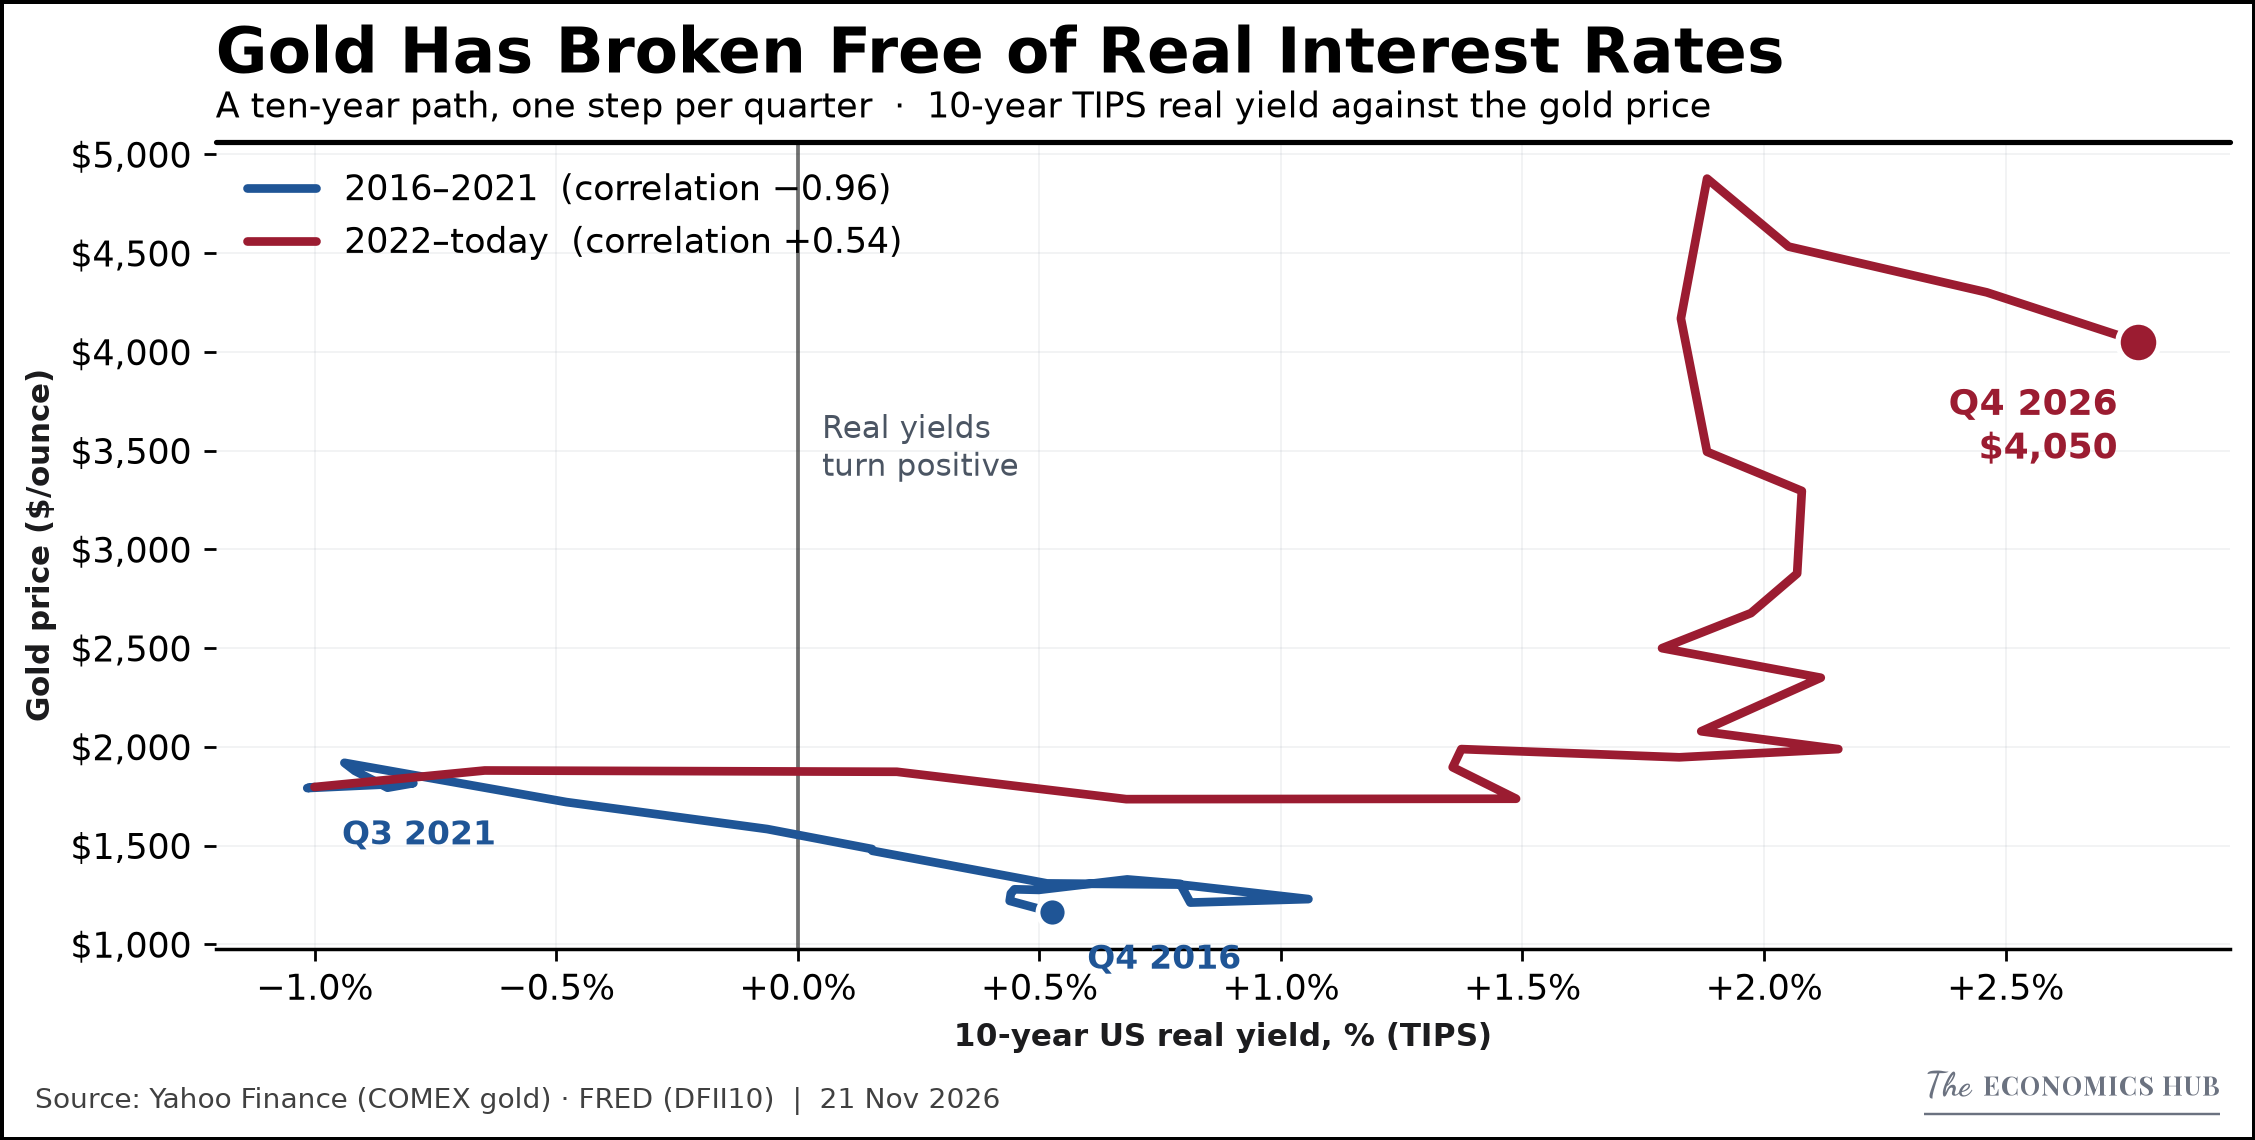 Gold Has Broken Free of Real Interest Rates
A ten-year path, one step per quarter · 10-year TIPS real yield against the gold price
$5,000
$4,500
$4,000
$3,500
$3,000
$2,500
$2,000
$1,500
$1,000
Gold price ($/ounce)
2016–2021 (correlation −0.96)
2022–today (correlation +0.54)
Real yields
turn positive
Q4 2026
$4,050
Q3 2021
Q4 2016
−1.0%
−0.5%
+0.0%
+0.5%
+1.0%
+1.5%
+2.0%
+2.5%
10-year US real yield, % (TIPS)
Source: Yahoo Finance (COMEX gold) · FRED (DFII10) | 21 Nov 2026
The ECONOMICS HUB